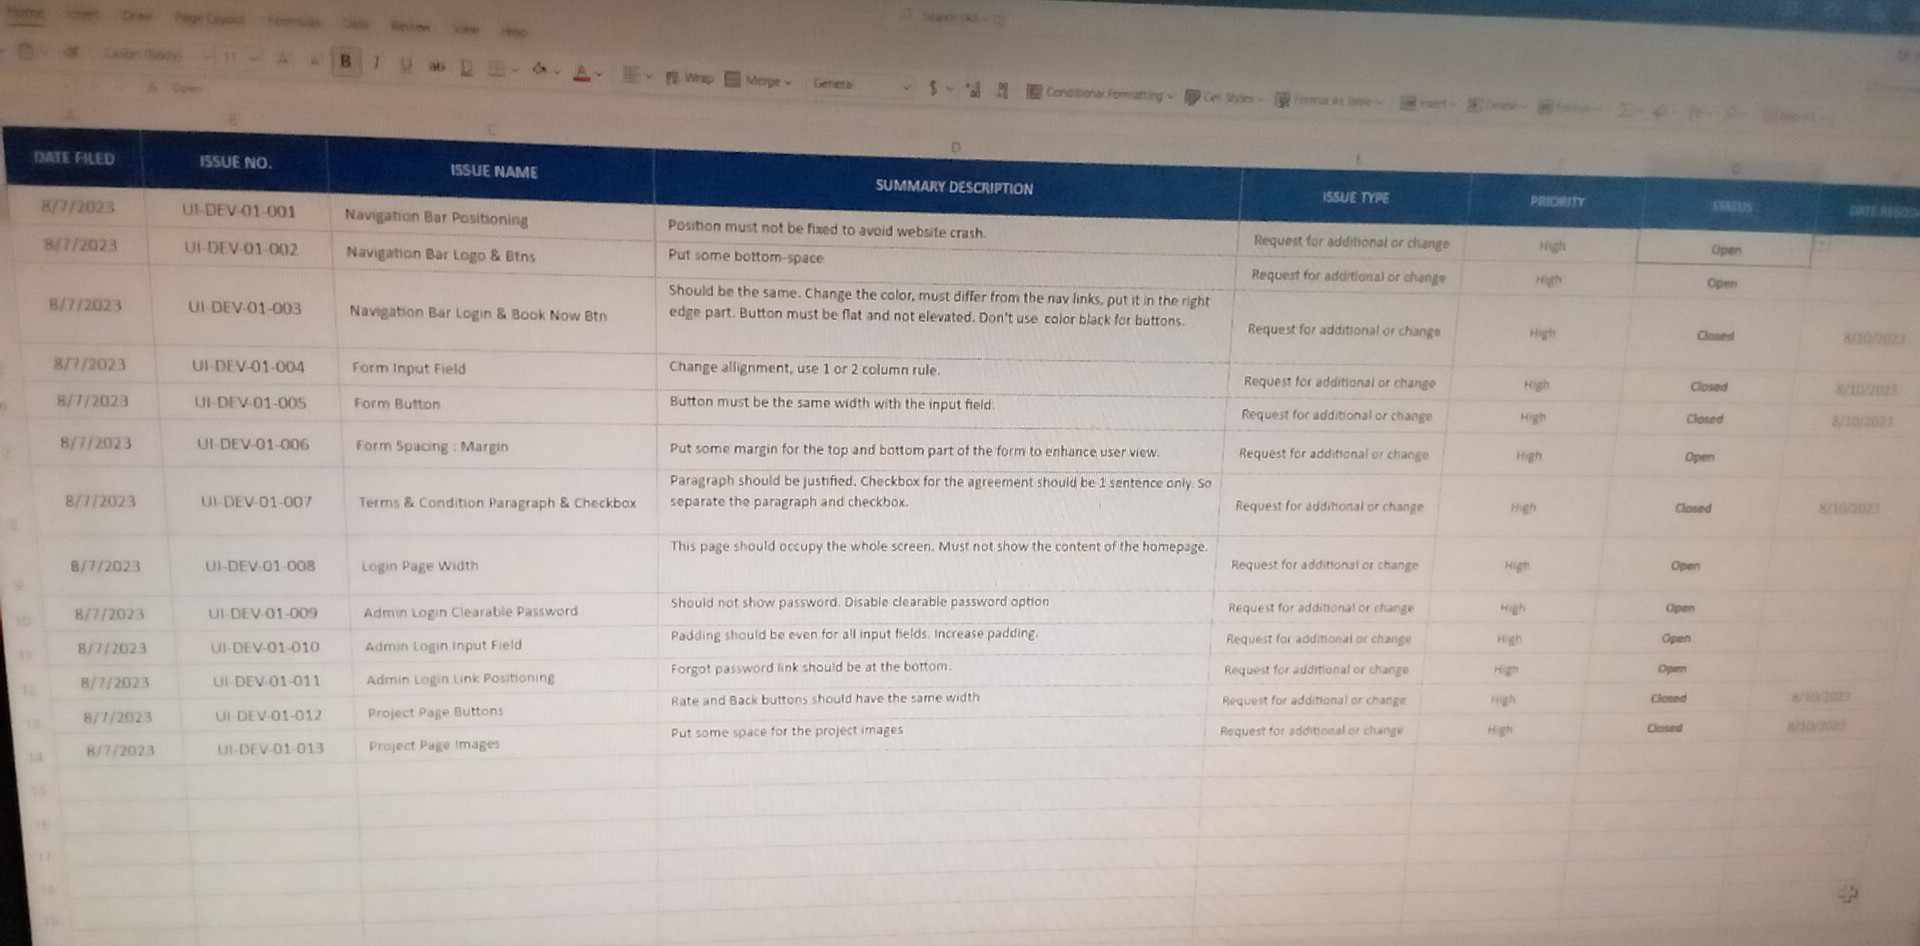 Home Insert Draw Page Layout Formulas Data Review View Help
Calibri (Body) 11 B I U ab D A Wrap Merge General $ Conditional Formatting Cell Styles Format As Table Insert Delete Format
Open
B C D E
DATE FILED ISSUE NO. ISSUE NAME SUMMARY DESCRIPTION ISSUE TYPE PRIORITY STATUS DATE
8/7/2023 UI-DEV-01-001 Navigation Bar Positioning Position must not be fixed to avoid website crash. Request for additional or change High Open
8/7/2023 UI-DEV-01-002 Navigation Bar Logo & Btns Put some bottom-space Request for additional or change High Open
8/7/2023 UI-DEV-01-003 Navigation Bar Login & Book Now Btn Should be the same. Change the color, must differ from the nav links, put it in the right
edge part. Button must be flat and not elevated. Don't use color black for buttons. Request for additional or change High Closed 8/10/2023
8/7/2023 UI-DEV-01-004 Form Input Field Change allignment, use 1 or 2 column rule. Request for additional or change High Closed 8/10/2023
8/7/2023 UI-DEV-01-005 Form Button Button must be the same width with the input field. Request for additional or change High Closed 8/10/2023
8/7/2023 UI-DEV-01-006 Form Spacing : Margin Put some margin for the top and bottom part of the form to enhance user view. Request for additional or change High Open
8/7/2023 UI-DEV-01-007 Terms & Condition Paragraph & Checkbox Paragraph should be justified. Checkbox for the agreement should be 1 sentence only. So
separate the paragraph and checkbox. Request for additional or change High Closed 8/10/2023
8/7/2023 UI-DEV-01-008 Login Page Width This page should occupy the whole screen. Must not show the content of the homepage. Request for additional or change High Open
8/7/2023 UI-DEV-01-009 Admin Login Clearable Password Should not show password. Disable clearable password option Request for additional or change High Open
8/7/2023 UI-DEV-01-010 Admin Login Input Field Padding should be even for all input fields. Increase padding. Request for additional or change High Open
8/7/2023 UI-DEV-01-011 Admin Login Link Positioning Forgot password link should be at the bottom. Request for additional or change High Open
8/7/2023 UI-DEV-01-012 Project Page Buttons Rate and Back buttons should have the same width Request for additional or change High Closed 8/10/2023
8/7/2023 UI-DEV-01-013 Project Page Images Put some space for the project images Request for additional or change High Closed 8/10/2023